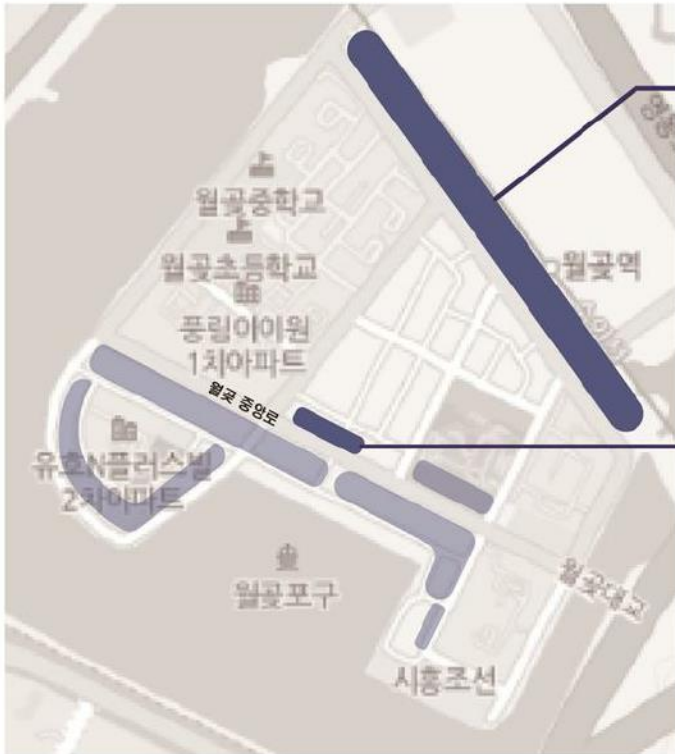 월곶중학교
월곶초등학교
월곶역
풍림아이원
1차아파트
월곶 중앙로
유호N플러스빌
2차아파트
월곶포구
월곶대교
시흥조선